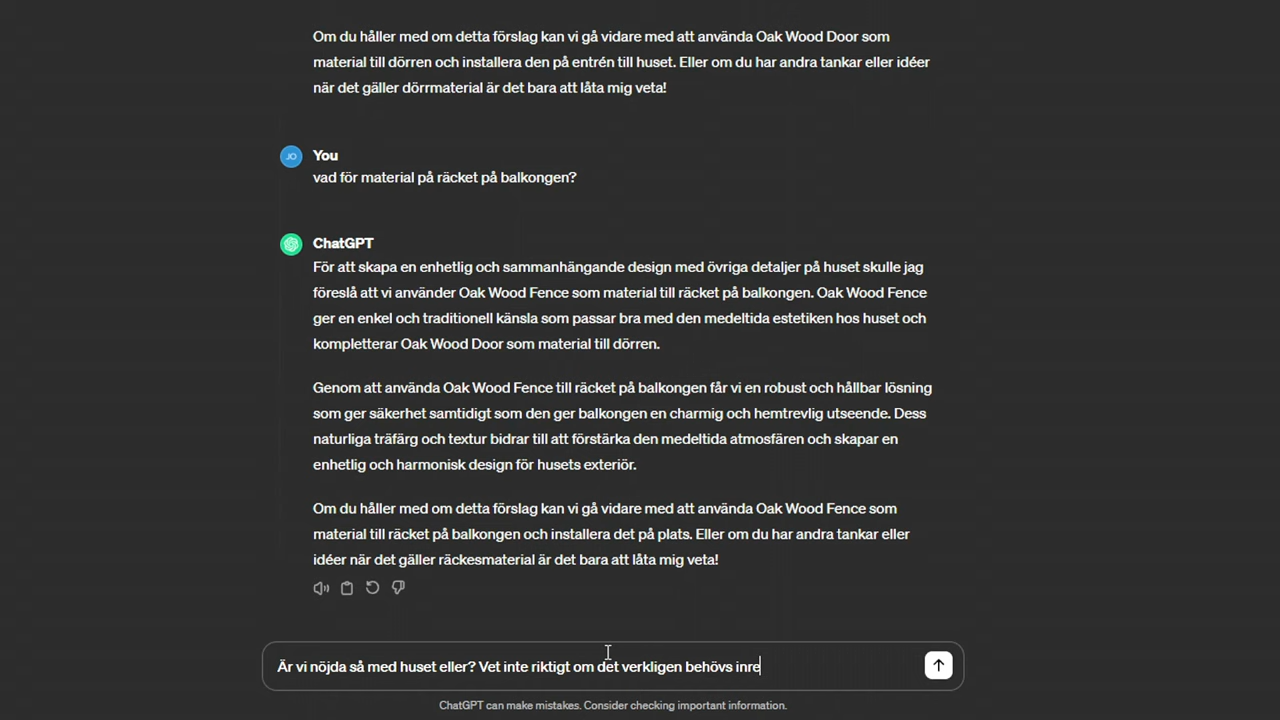 Om du håller med om detta förslag kan vi gå vidare med att använda Oak Wood Door som
material till dörren och installera den på entrén till huset. Eller om du har andra tankar eller idéer
när det gäller dörrmaterial är det bara att låta mig veta!
JO
You
vad för material på räcket på balkongen?
ChatGPT
För att skapa en enhetlig och sammanhängande design med övriga detaljer på huset skulle jag
föreslå att vi använder Oak Wood Fence som material till räcket på balkongen. Oak Wood Fence
ger en enkel och traditionell känsla som passar bra med den medeltida estetiken hos huset och
kompletterar Oak Wood Door som material till dörren.
Genom att använda Oak Wood Fence till räcket på balkongen får vi en robust och hållbar lösning
som ger säkerhet samtidigt som den ger balkongen en charmig och hemtrevlig utseende. Dess
naturliga träfärg och textur bidrar till att förstärka den medeltida atmosfären och skapar en
enhetlig och harmonisk design för husets exteriör.
Om du håller med om detta förslag kan vi gå vidare med att använda Oak Wood Fence som
material till räcket på balkongen och installera det på plats. Eller om du har andra tankar eller
idéer när det gäller räckesmaterial är det bara att låta mig veta!
Är vi nöjda så med huset eller? Vet inte riktigt om det verkligen behövs inre
ChatGPT can make mistakes. Consider checking important information.